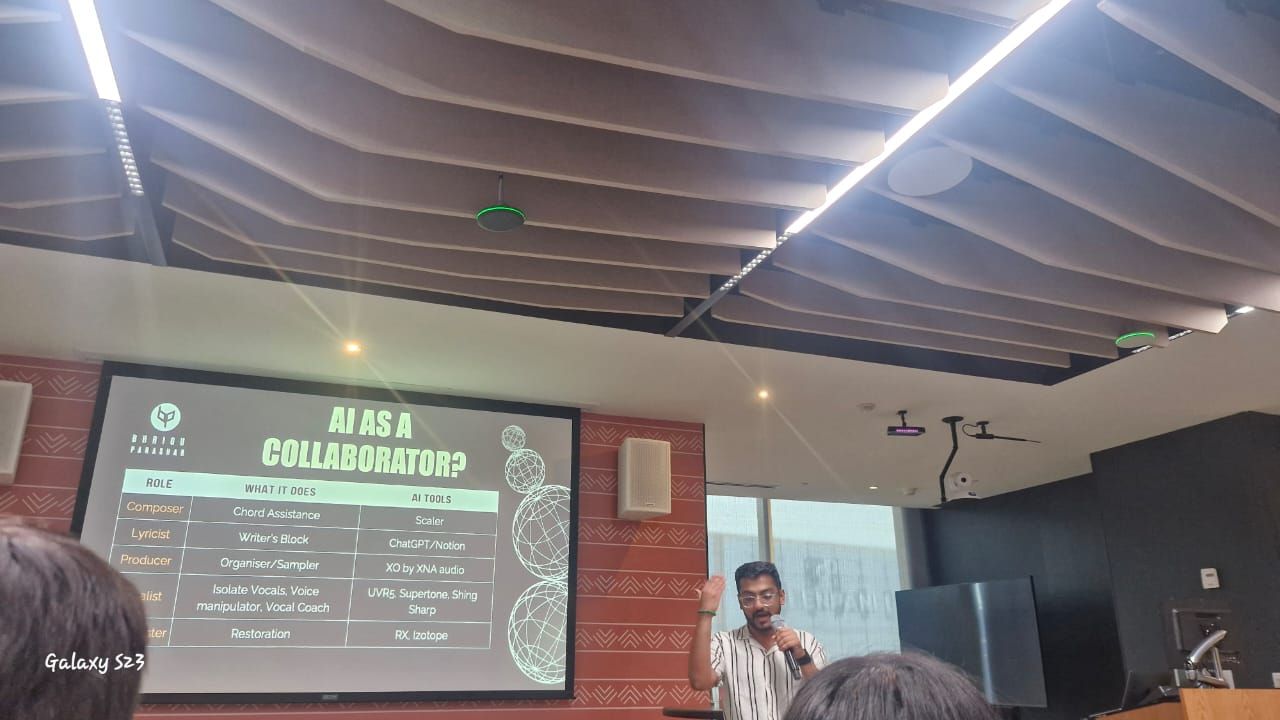 BHRIGU
PARASHAR
AI AS A
COLLABORATOR?
ROLE WHAT IT DOES AI TOOLS
Composer Chord Assistance Scaler
Lyricist Writer's Block ChatGPT/Notion
Producer Organiser/Sampler XO by XNA audio
alist Isolate Vocals, Voice manipulator, Vocal Coach UVR5, Supertone, Shing Sharp
ster Restoration RX, Izotope
Galaxy S23